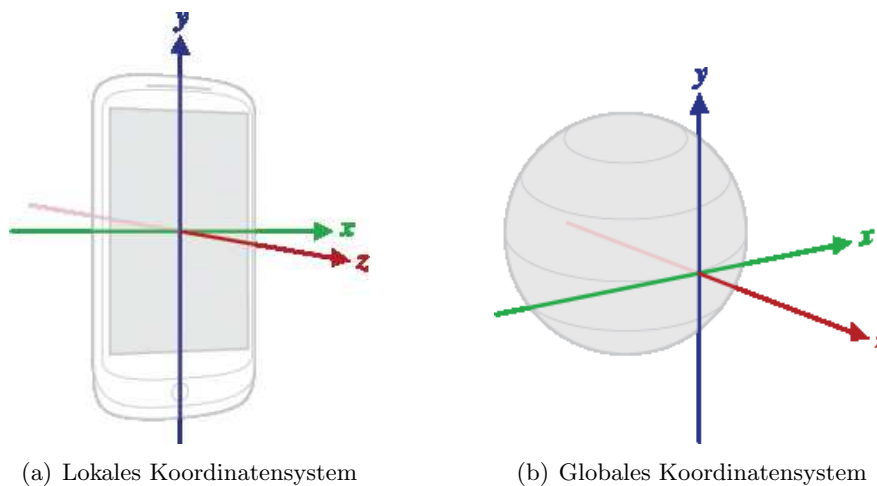 y
x
z
y
x
(a) Lokales Koordinatensystem
(b) Globales Koordinatensystem